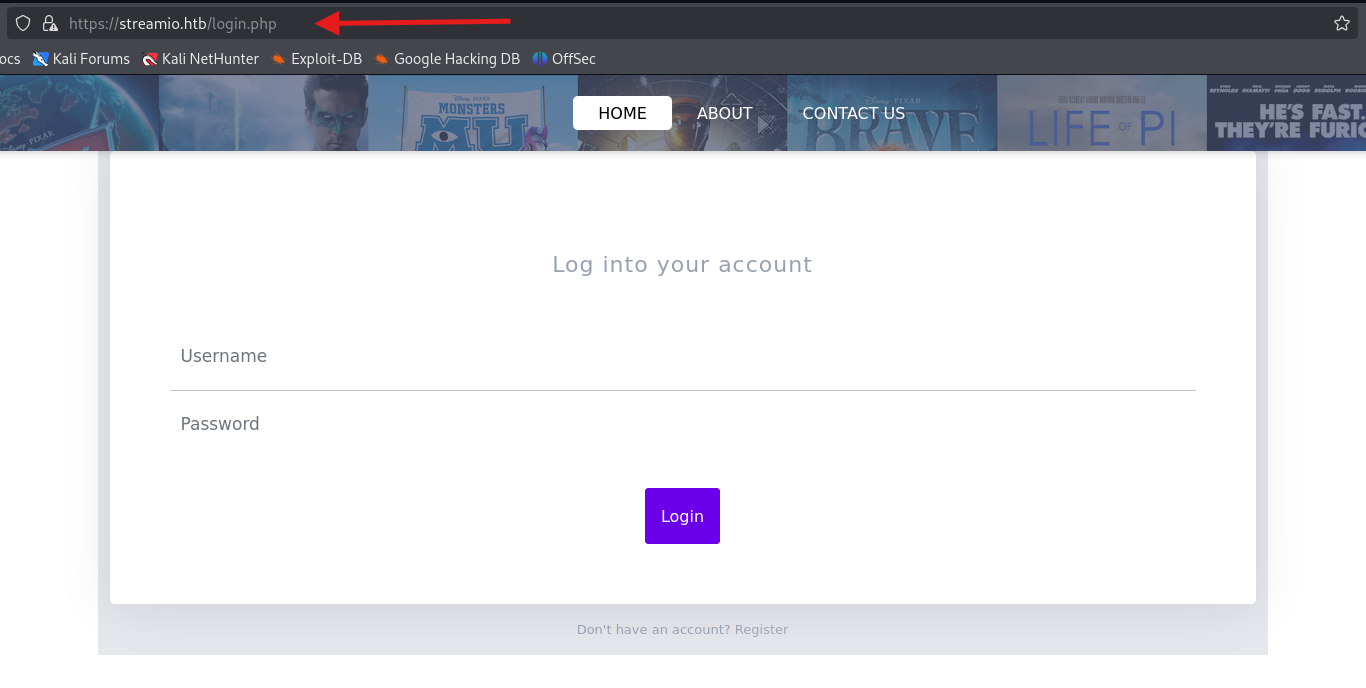 https://streamio.htb/login.php
ocs Kali Forums Kali NetHunter Exploit-DB Google Hacking DB OffSec
DISNEY PIXAR MONSTERS MU HOME ABOUT CONTACT US
BRAVE
LIFE OF PI
HE'S FAST.
THEY'RE FURIO
Log into your account
Username
Password
Login
Don't have an account? Register